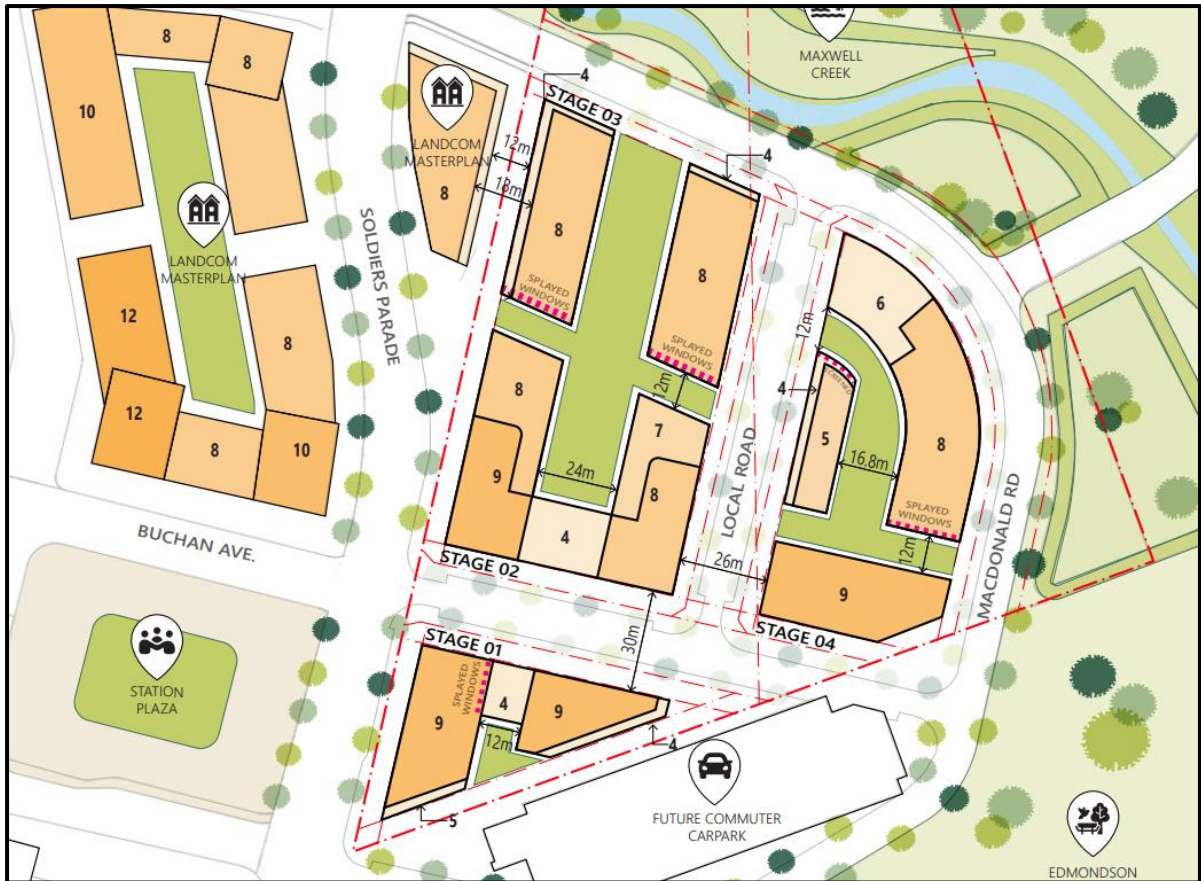 8
8
10
4
MAXWELL
CREEK
STAGE 03
LANDCOM
MASTERPLAN
12m
18m
8
8
4
8
6
LANDCOM
MASTERPLAN
SOLDIERS PARADE
SPLAYED
WINDOWS
SPLAYED
WINDOWS
12m
12m
12
8
8
7
4
SCREENED
5
8
16.8m
12
8
10
9
24m
8
4
LOCAL ROAD
SPLAYED
WINDOWS
12m
MACDONALD RD
BUCHAN AVE.
STAGE 02
26m
9
STAGE 04
30m
STAGE 01
STATION
PLAZA
9
SPLAYED
WINDOWS
4
9
12m
4
5
FUTURE COMMUTER
CARPARK
EDMONDSON